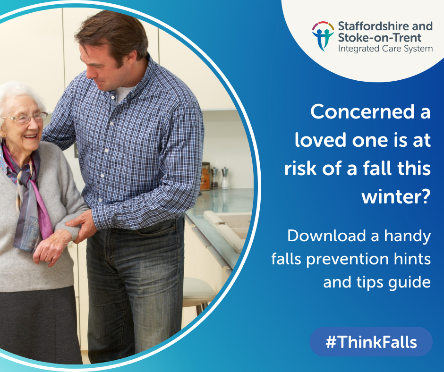 Staffordshire and
Stoke-on-Trent
Integrated Care System
Concerned a
loved one is at
risk of a fall this
winter?
Download a handy
falls prevention hints
and tips guide
#ThinkFalls